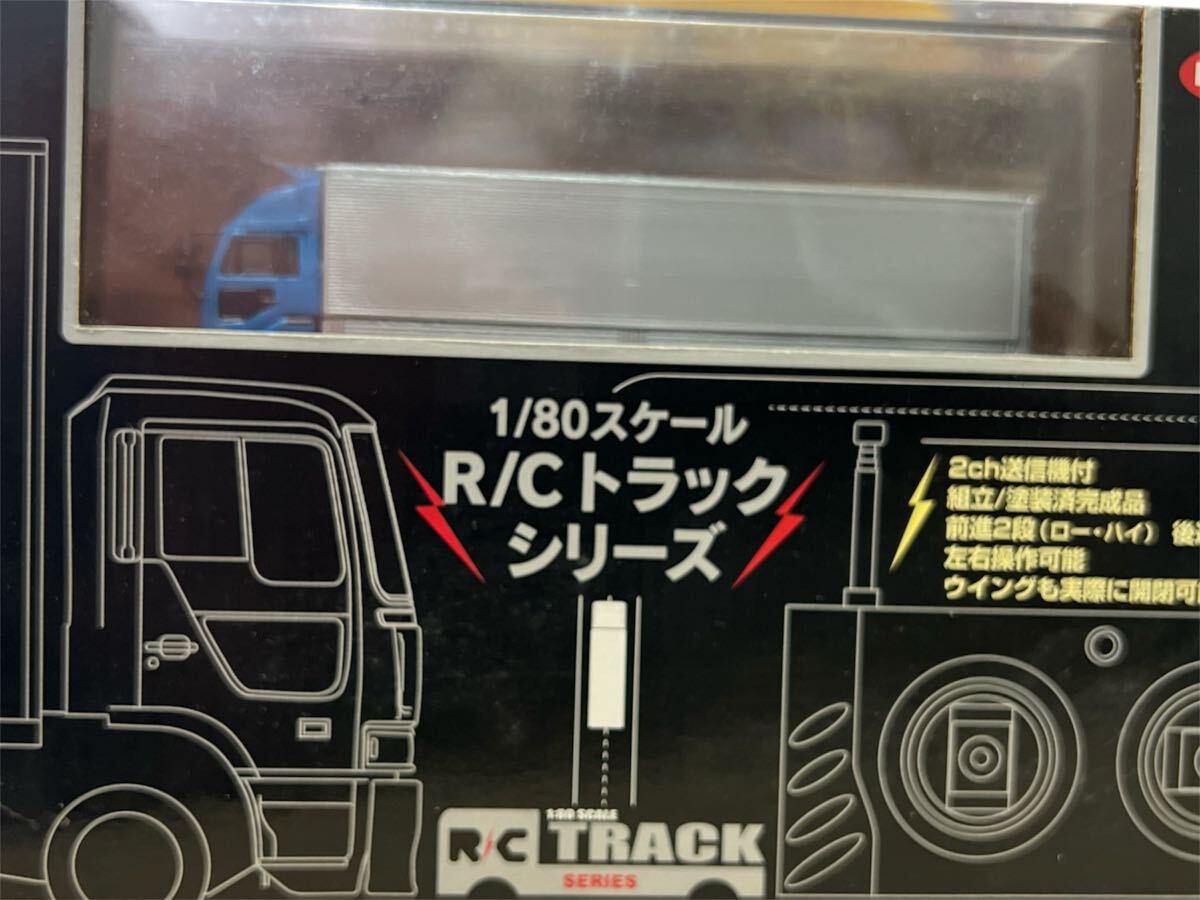 1/80スケール
R/Cトラック
シリーズ
2ch送信機付
組立/塗装済完成品
前進2段(ロー・ハイ) 後
左右操作可能
ウイングも実際に開閉可
1:80 SCALE
R/C TRACK
SERIES